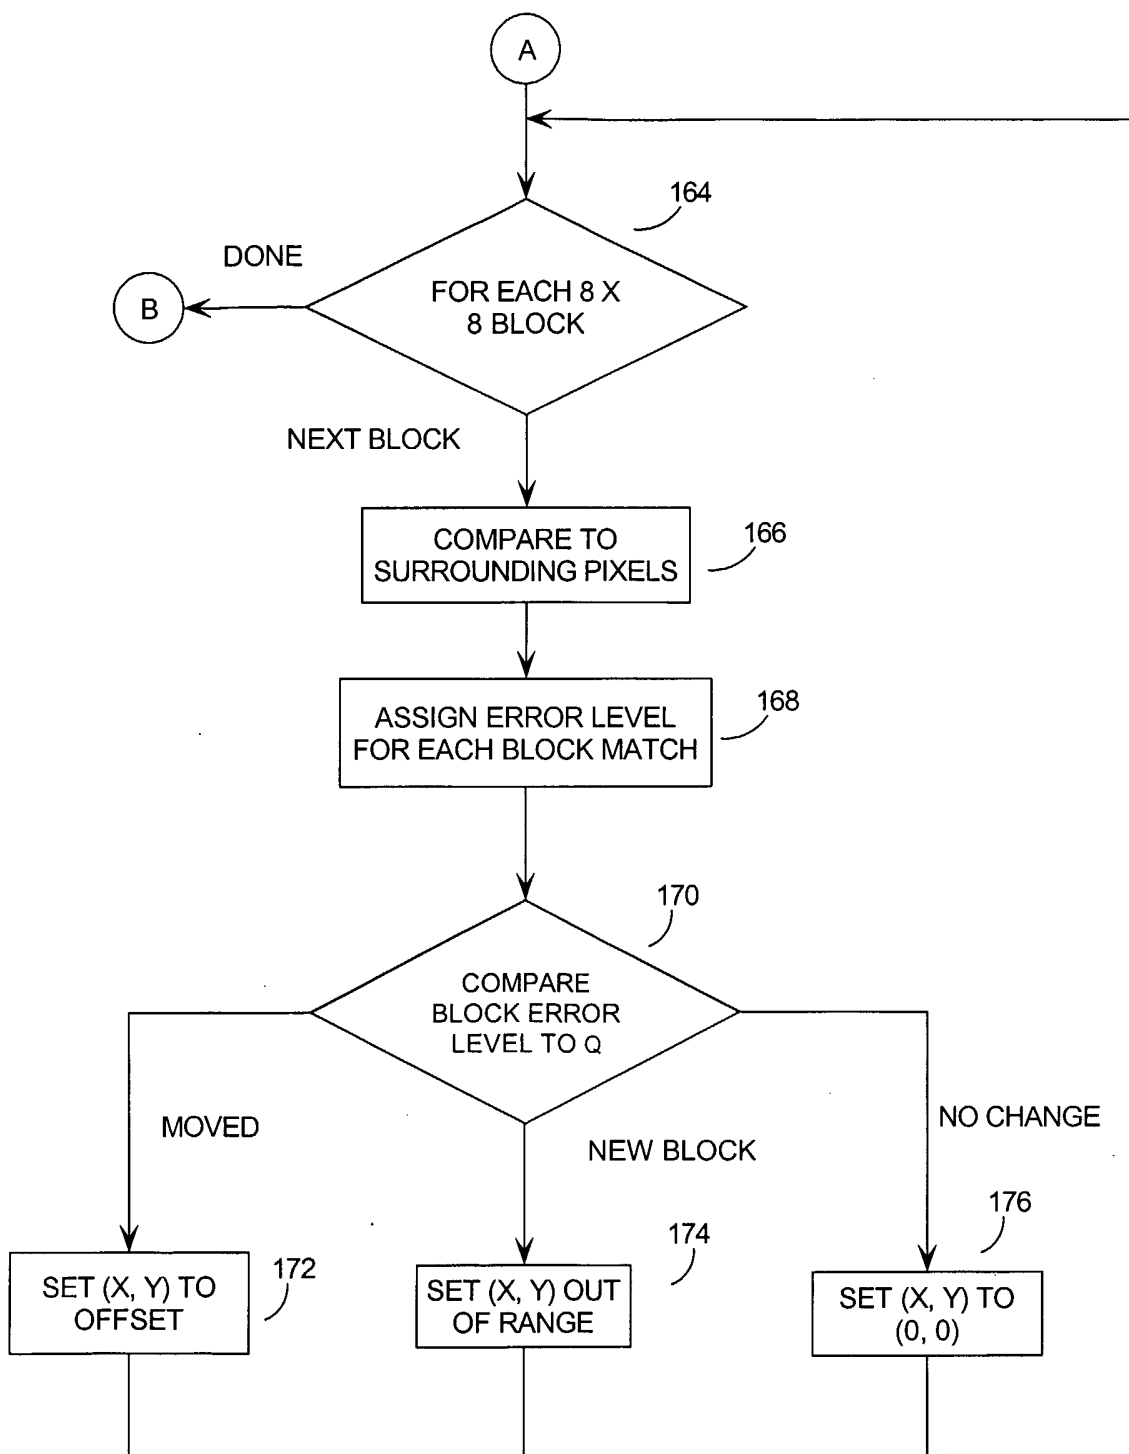 A
164
DONE
B
FOR EACH 8 X
8 BLOCK
NEXT BLOCK
COMPARE TO
SURROUNDING PIXELS
166
ASSIGN ERROR LEVEL
FOR EACH BLOCK MATCH
168
170
COMPARE
BLOCK ERROR
LEVEL TO Q
MOVED
NEW BLOCK
NO CHANGE
SET (X, Y) TO
OFFSET
172
SET (X, Y) OUT
OF RANGE
174
SET (X, Y) TO
(0, 0)
176